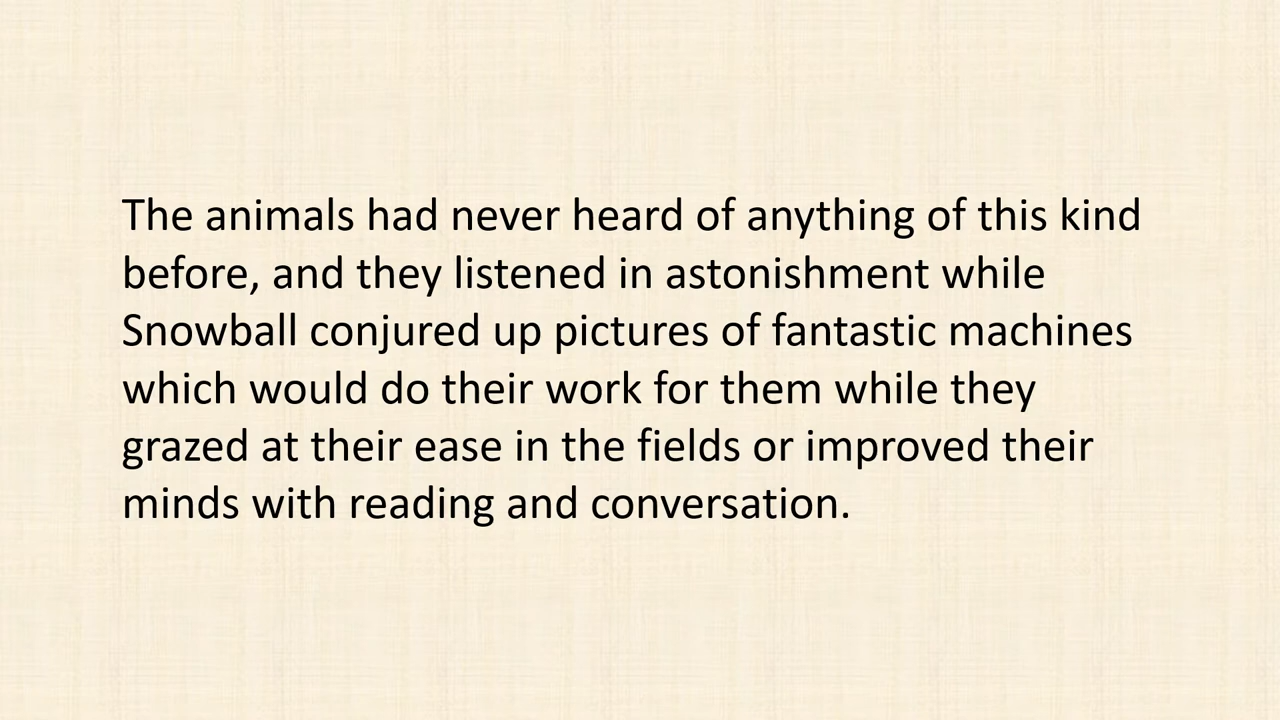 The animals had never heard of anything of this kind
before, and they listened in astonishment while
Snowball conjured up pictures of fantastic machines
which would do their work for them while they
grazed at their ease in the fields or improved their
minds with reading and conversation.